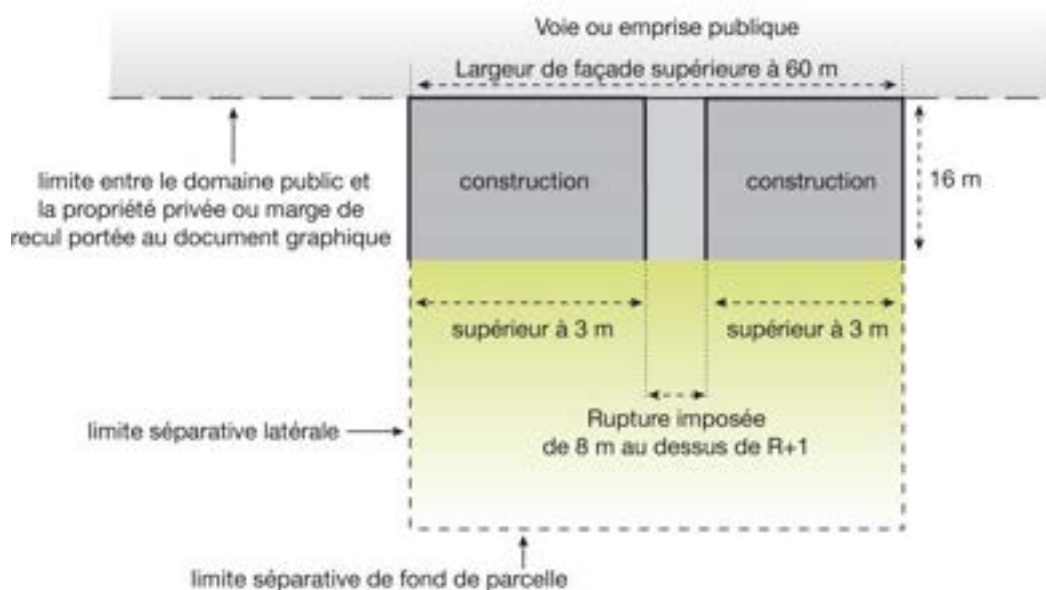 Voie ou emprise publique
Largeur de façade supérieure à 60 m
limite entre le domaine public et
la propriété privée ou marge de
recul portée au document graphique
construction
construction
16 m
supérieur à 3 m
supérieur à 3 m
Rupture imposée
de 8 m au dessus de R+1
limite séparative latérale
limite séparative de fond de parcelle